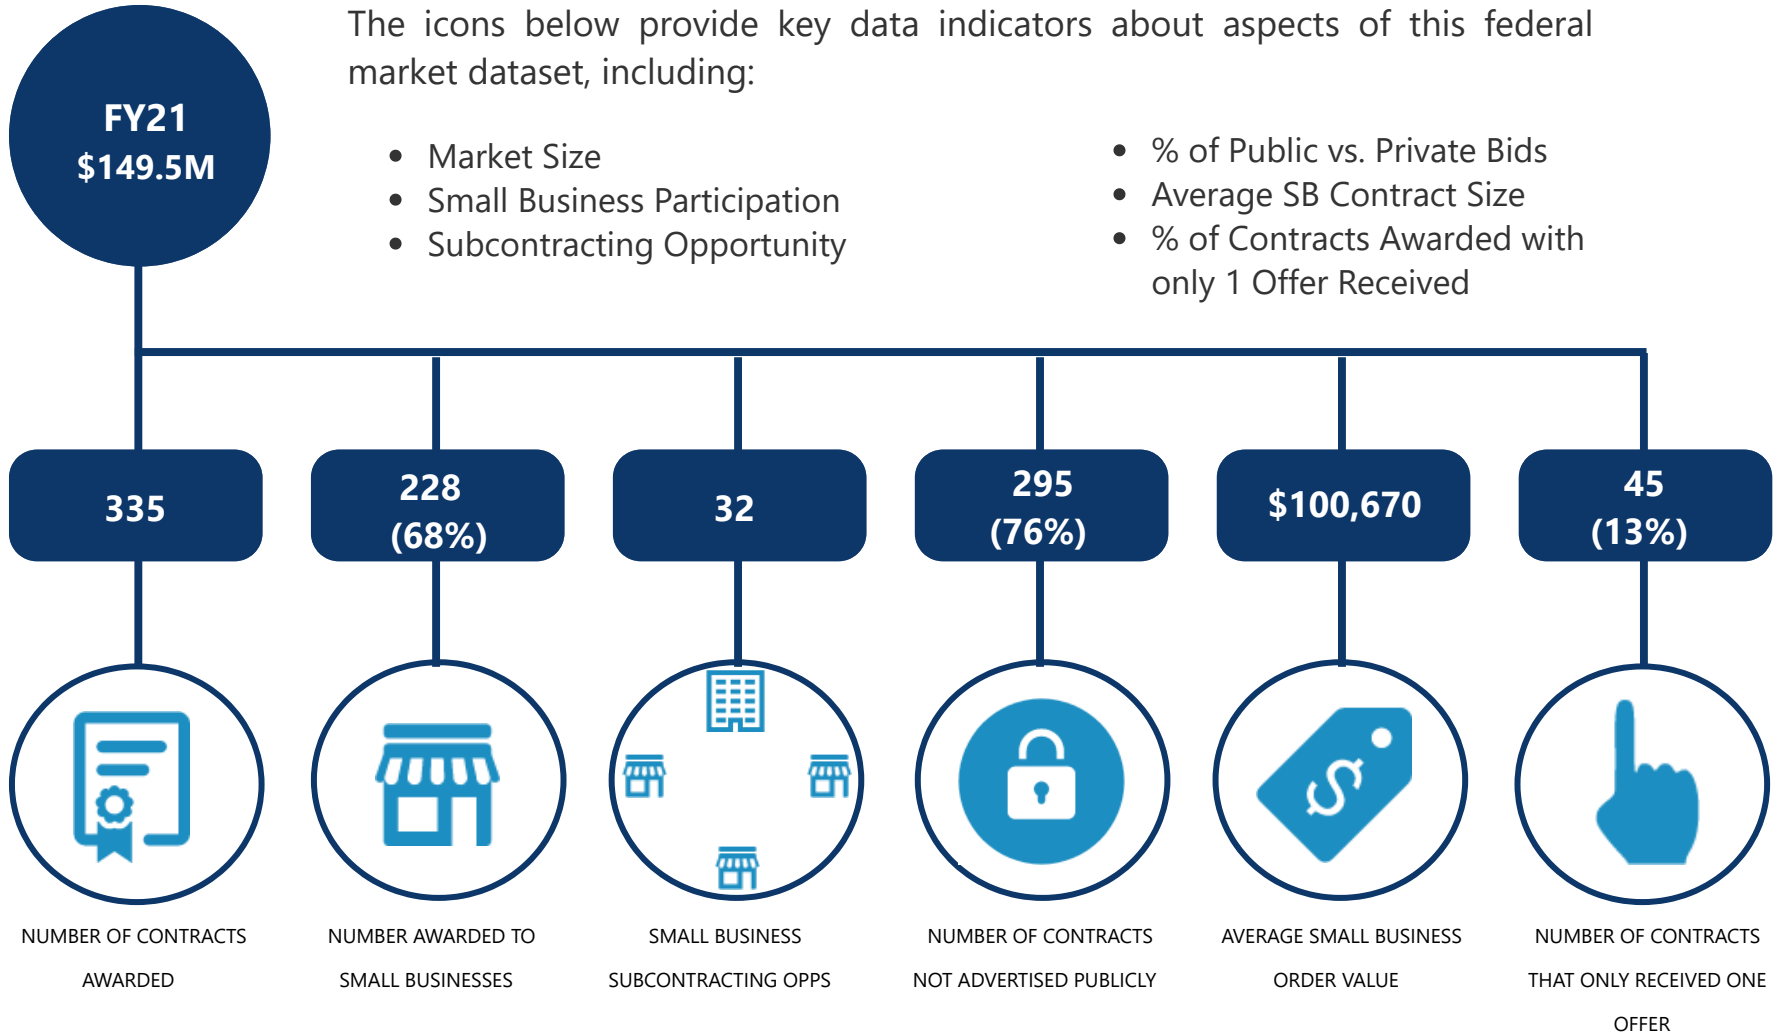 FY21
$149.5M
The icons below provide key data indicators about aspects of this federal
market dataset, including:
• Market Size
• Small Business Participation
• Subcontracting Opportunity
• % of Public vs. Private Bids
• Average SB Contract Size
• % of Contracts Awarded with
only 1 Offer Received
335
228
(68%)
32
295
(76%)
$100,670
45
(13%)
$
NUMBER OF CONTRACTS
AWARDED
NUMBER AWARDED TO
SMALL BUSINESSES
SMALL BUSINESS
SUBCONTRACTING OPPS
NUMBER OF CONTRACTS
NOT ADVERTISED PUBLICLY
AVERAGE SMALL BUSINESS
ORDER VALUE
NUMBER OF CONTRACTS
THAT ONLY RECEIVED ONE
OFFER